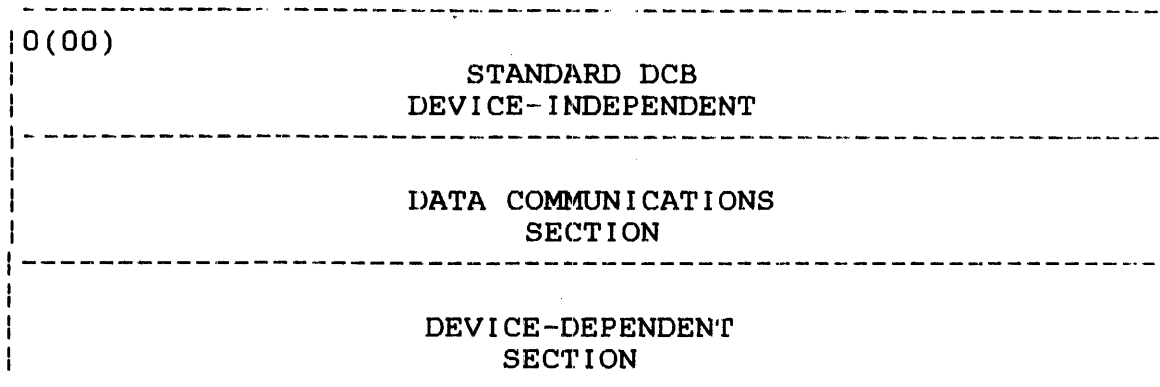 0(00)
STANDARD DCB
DEVICE-INDEPENDENT
DATA COMMUNICATIONS
SECTION
DEVICE-DEPENDENT
SECTION